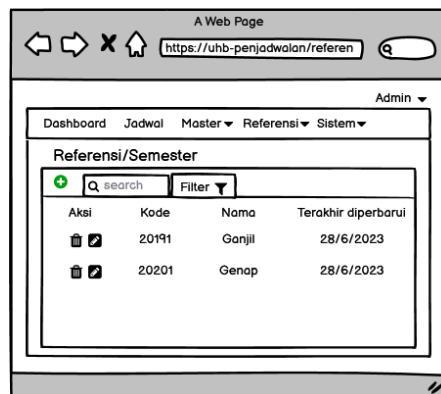 A Web Page
https://uhb-penjadwalan/referen
Admin
Dashboard Jadwal Master Referensi Sistem
Referensi/Semester
search Filter
Aksi Kode Nama Terakhir diperbarui
20191 Ganjil 28/6/2023
20201 Genap 28/6/2023